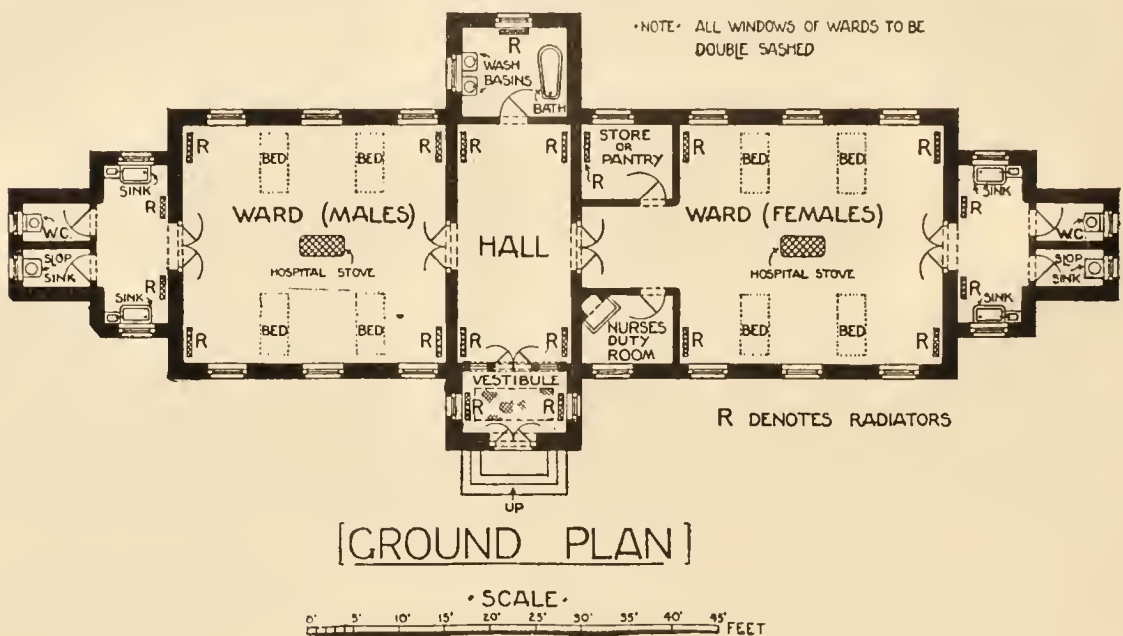 ·NOTE· ALL WINDOWS OF WARDS TO BE
DOUBLE SASHED
R
WASH
BASINS
BATH
R
BED
BED
R
R
R
STORE
OR
PANTRY
R
R
BED
BED
R
SINK
R
W.C.
SLOP
SINK
R
SINK
WARD (MALES)
HOSPITAL STOVE
HALL
WARD (FEMALES)
HOSPITAL STOVE
SINK
R
W.C.
SLOP
SINK
R
SINK
R
BED
BED
R
R
R
NURSES
DUTY
ROOM
R
BED
BED
R
VESTIBULE
R
R
R DENOTES RADIATORS
UP
[GROUND PLAN]
·SCALE·
0' 5' 10' 15' 20' 25' 30' 35' 40' 45' FEET